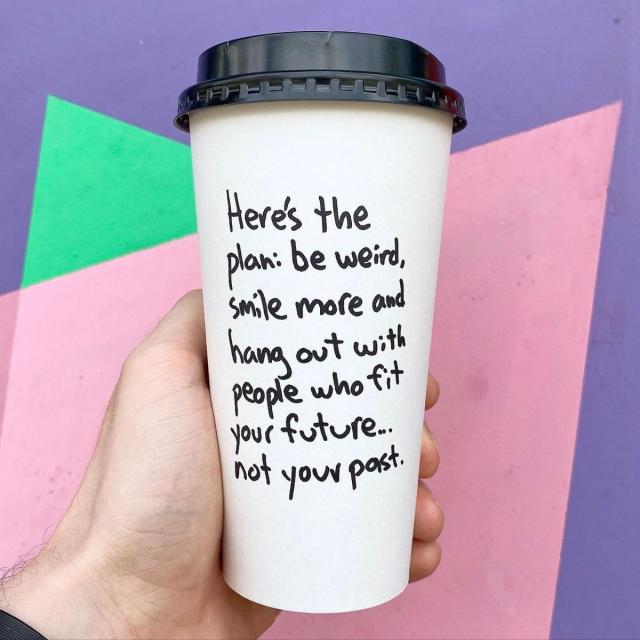 Here's the
plan: be weird,
smile more and
hang out with
people who fit
your future...
not your past.